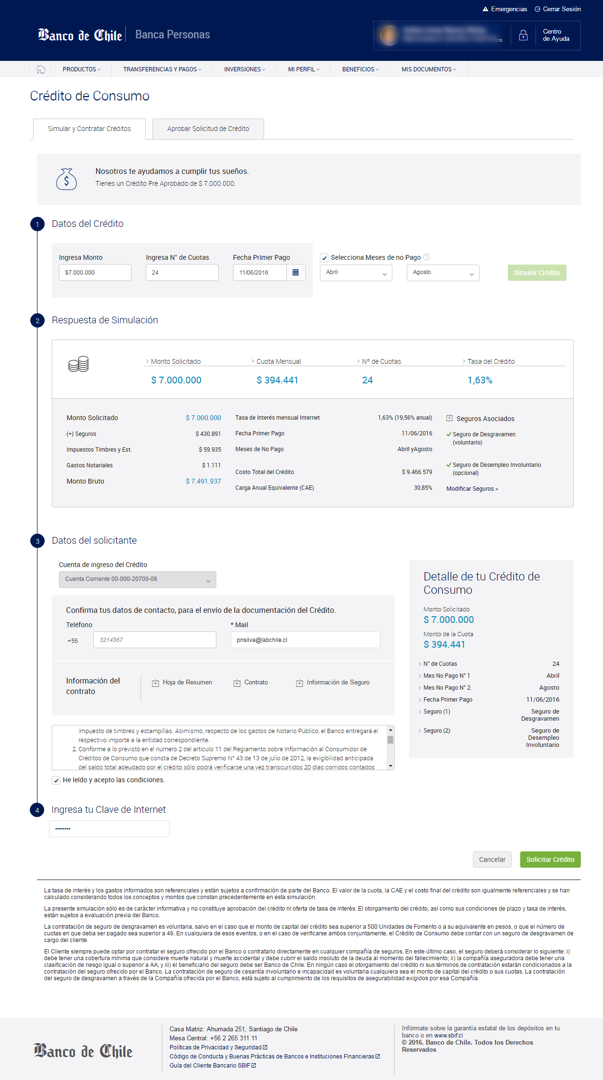 Emergencias Cerrar Sesión
Banco de Chile Banca Personas
Centro
de Ayuda
PRODUCTOS TRANSFERENCIAS Y PAGOS INVERSIONES MI PERFIL BENEFICIOS MIS DOCUMENTOS
Crédito de Consumo
Simular y Contratar Créditos Aprobar Solicitud de Crédito
Nosotros te ayudamos a cumplir tus sueños.
Tienes un Crédito Pre Aprobado de $ 7.000.000.
1 Datos del Crédito
Ingresa Monto Ingresa N° de Cuotas Fecha Primer Pago Selecciona Meses de no Pago
$7.000.000 24 11/06/2016 Abril Agosto Simular Crédito
2 Respuesta de Simulación
Monto Solicitado Cuota Mensual N° de Cuotas Tasa del Crédito
$ 7.000.000 $ 394.441 24 1,63%
Monto Solicitado $ 7.000.000 Tasa de Interés mensual Internet 1,63% (19,56% anual) Seguros Asociados
(+) Seguros $ 430.891 Fecha Primer Pago 11/06/2016 Seguro de Desgravamen
(voluntario)
Impuestos Timbres y Est. $ 59.935 Meses de No Pago Abril yAgosto
Gastos Notariales $ 1.111 Seguro de Desempleo Involuntario
(opcional)
Costo Total del Crédito $ 9.466.579
Monto Bruto $ 7.491.937 Carga Anual Equivalente (CAE) 30,85% Modificar Seguros »
3 Datos del solicitante
Cuenta de ingreso del Crédito
Cuenta Corriente 00-000-20709-08
Confirma tus datos de contacto, para el envío de la documentación del Crédito.
Teléfono * Mail
+56 3214567 pnsilva@labchile.cl
Información del
contrato
Hoja de Resumen Contrato Información de Seguro
impuesto de timbres y estampillas. Asimismo, respecto de los gastos de Notario Público, el Banco entregará el
respectivo importe a la entidad correspondiente.
2. Conforme a lo previsto en el número 2 del artículo 11 del Reglamento sobre Información al Consumidor de
Créditos de Consumo que consta de Decreto Supremo N° 43 de 13 de julio de 2012, la exigibilidad anticipada
del saldo total adeudado por el crédito sólo podrá verificarse una vez transcurridos 20 días corridos contados
He leído y acepto las condiciones.
Detalle de tu Crédito de
Consumo
Monto Solicitado
$ 7.000.000
Monto de la Cuota
$ 394.441
N° de Cuotas 24
Mes No Pago N° 1 Abril
Mes No Pago N° 2 Agosto
Fecha Primer Pago 11/06/2016
Seguro (1) Seguro de
Desgravamen
Seguro (2) Seguro de
Desempleo
Involuntario
4 Ingresa tu Clave de Internet
•••••••
Cancelar Solicitar Crédito
La tasa de interés y los gastos informados son referenciales y están sujetos a confirmación de parte del Banco. El valor de la cuota, la CAE y el costo final del crédito son igualmente referenciales y se han
calculado considerando todos los conceptos y montos que constan precedentemente en esta simulación.
La presente simulación sólo es de carácter informativa y no constituye aprobación del crédito ni oferta de tasa de interés. El otorgamiento del crédito, así como sus condiciones de plazo y tasa de interés,
están sujetos a evaluación previa del Banco.
La contratación de seguro de desgravamen es voluntaria, salvo en el caso que el monto de capital del crédito sea superior a 500 Unidades de Fomento o a su equivalente en pesos, o que el número de
cuotas en que deba ser pagado sea superior a 48. En cualquiera de esos eventos, o en el caso de verificarse ambos conjuntamente, el Crédito de Consumo debe contar con un seguro de desgravamen de
cargo del cliente.
El Cliente siempre puede optar por contratar el seguro ofrecido por el Banco o contratarlo directamente en cualquier compañía de seguros. En este último caso, el seguro deberá considerar lo siguiente: i)
debe tener una cobertura mínima que considere muerte natural y muerte accidental y debe cubrir el saldo insoluto de la deuda al momento del fallecimiento; ii) la compañía aseguradora debe tener una
clasificación de riesgo igual o superior a AA; y iii) el beneficiario del seguro debe ser Banco de Chile. En ningún caso el otorgamiento del crédito ni sus términos de contratación estarán condicionados a la
contratación del seguro ofrecido por el Banco. La contratación de seguro de cesantía involuntario e incapacidad es voluntaria cualquiera sea el monto de capital del crédito o sus cuotas. La contratación
del seguro de desgravamen a través de la Compañía ofrecida por el Banco, está sujeto al cumplimiento de los requisitos de asegurabilidad exigidos por esa Compañía.
Banco de Chile
Casa Matriz: Ahumada 251, Santiago de Chile
Mesa Central: +56 2 265 311 11
Políticas de Privacidad y Seguridad
Código de Conducta y Buenas Prácticas de Bancos e Instituciones Financieras
Guía del Cliente Bancario SBIF
Infórmate sobre la garantía estatal de los depósitos en tu
banco o en www.sbif.cl
© 2016. Banco de Chile. Todos los Derechos
Reservados